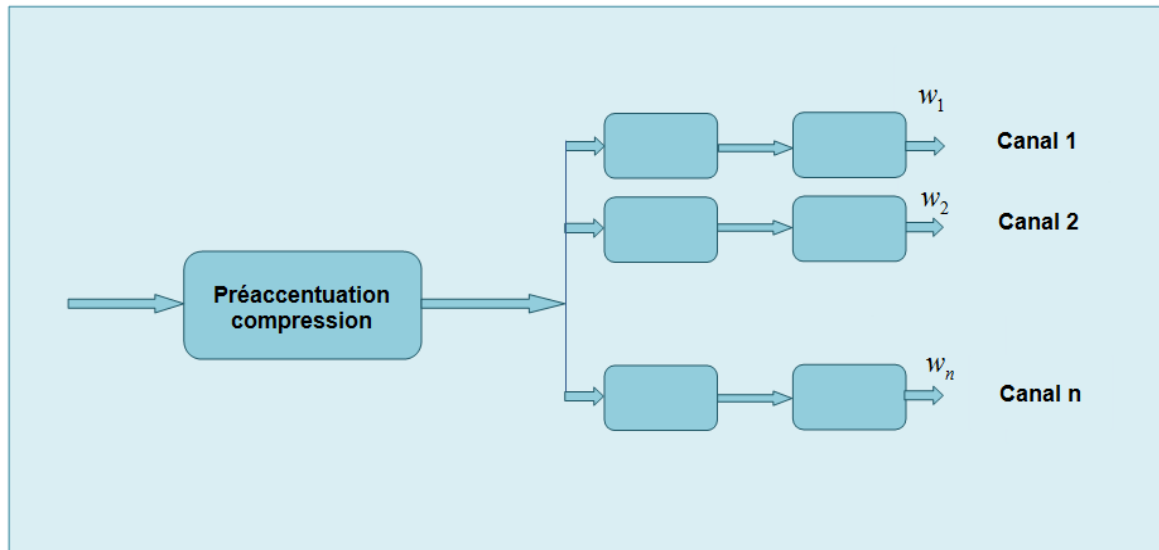 w₁
Canal 1
w₂
Canal 2
Préaccentuation
compression
wₙ
Canal n